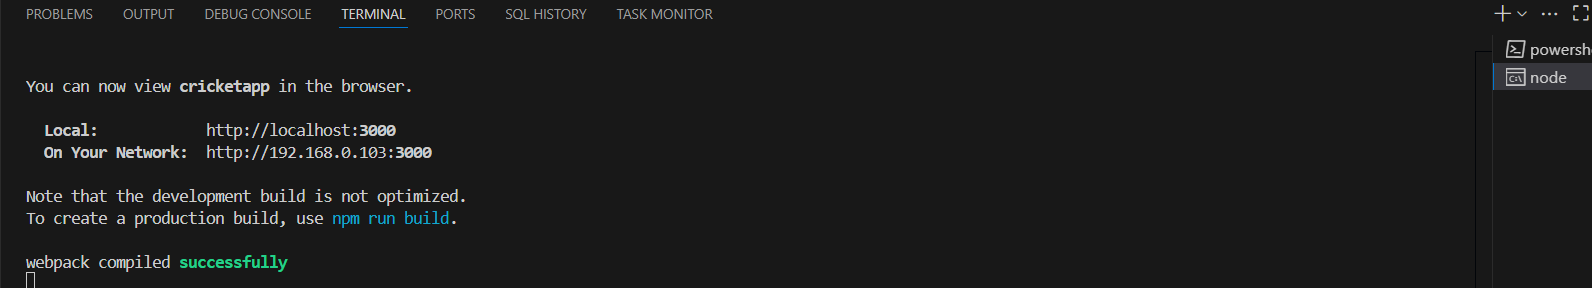 PROBLEMS OUTPUT DEBUG CONSOLE TERMINAL PORTS SQL HISTORY TASK MONITOR
powersh
node
You can now view cricketapp in the browser.
Local: http://localhost:3000
On Your Network: http://192.168.0.103:3000
Note that the development build is not optimized.
To create a production build, use npm run build.
webpack compiled successfully